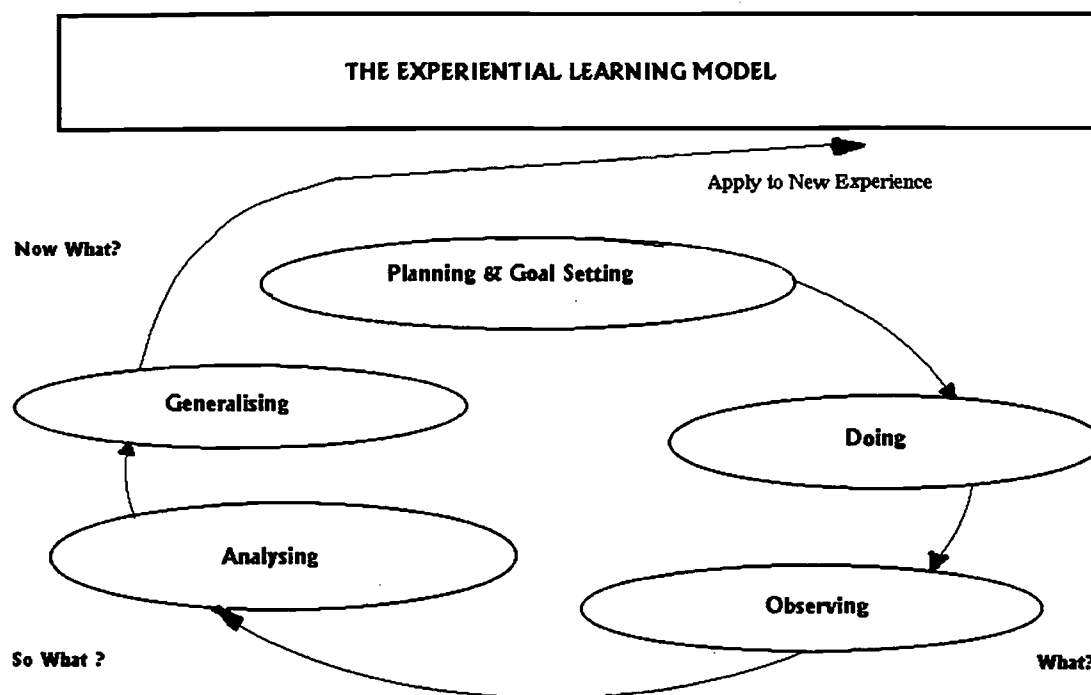 THE EXPERIENTIAL LEARNING MODEL
Apply to New Experience
Now What?
Planning & Goal Setting
Generalising
Doing
Analysing
Observing
So What ?
What?